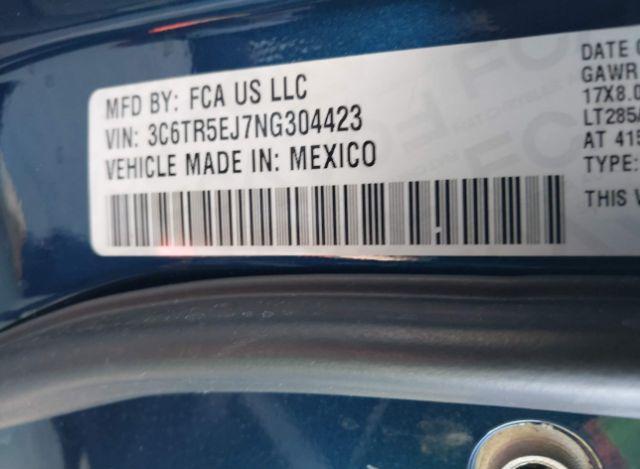 MFD BY: FCA US LLC
VIN: 3C6TR5EJ7NG304423
VEHICLE MADE IN: MEXICO
DATE O
GAWR
17X8.0
LT285/
AT 415
TYPE:
THIS V